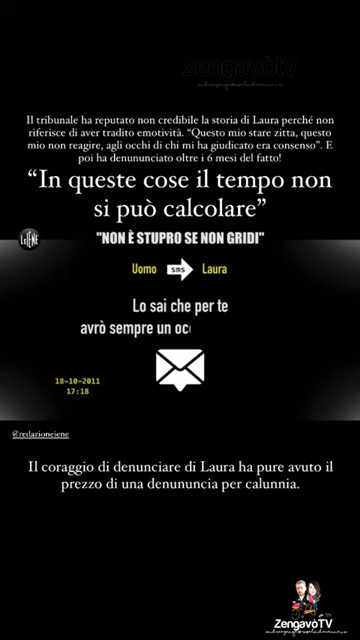 zengavòtv
Il tribunale ha reputato non credibile la storia di Laura perché non
riferisce di aver tradito emotività. “Questo mio stare zitta, questo
mio non reagire, agli occhi di chi mi ha giudicato era consenso”. E
poi ha denununciato oltre i 6 mesi del fatto!
“In queste cose il tempo non
si può calcolare”
LeIENE
"NON È STUPRO SE NON GRIDI"
Uomo sms Laura
Lo sai che per te
avrò sempre un occ
18-10-2011
17:18
@redazioneiene
Il coraggio di denunciare di Laura ha pure avuto il
prezzo di una denununcia per calunnia.
ZengavòTV